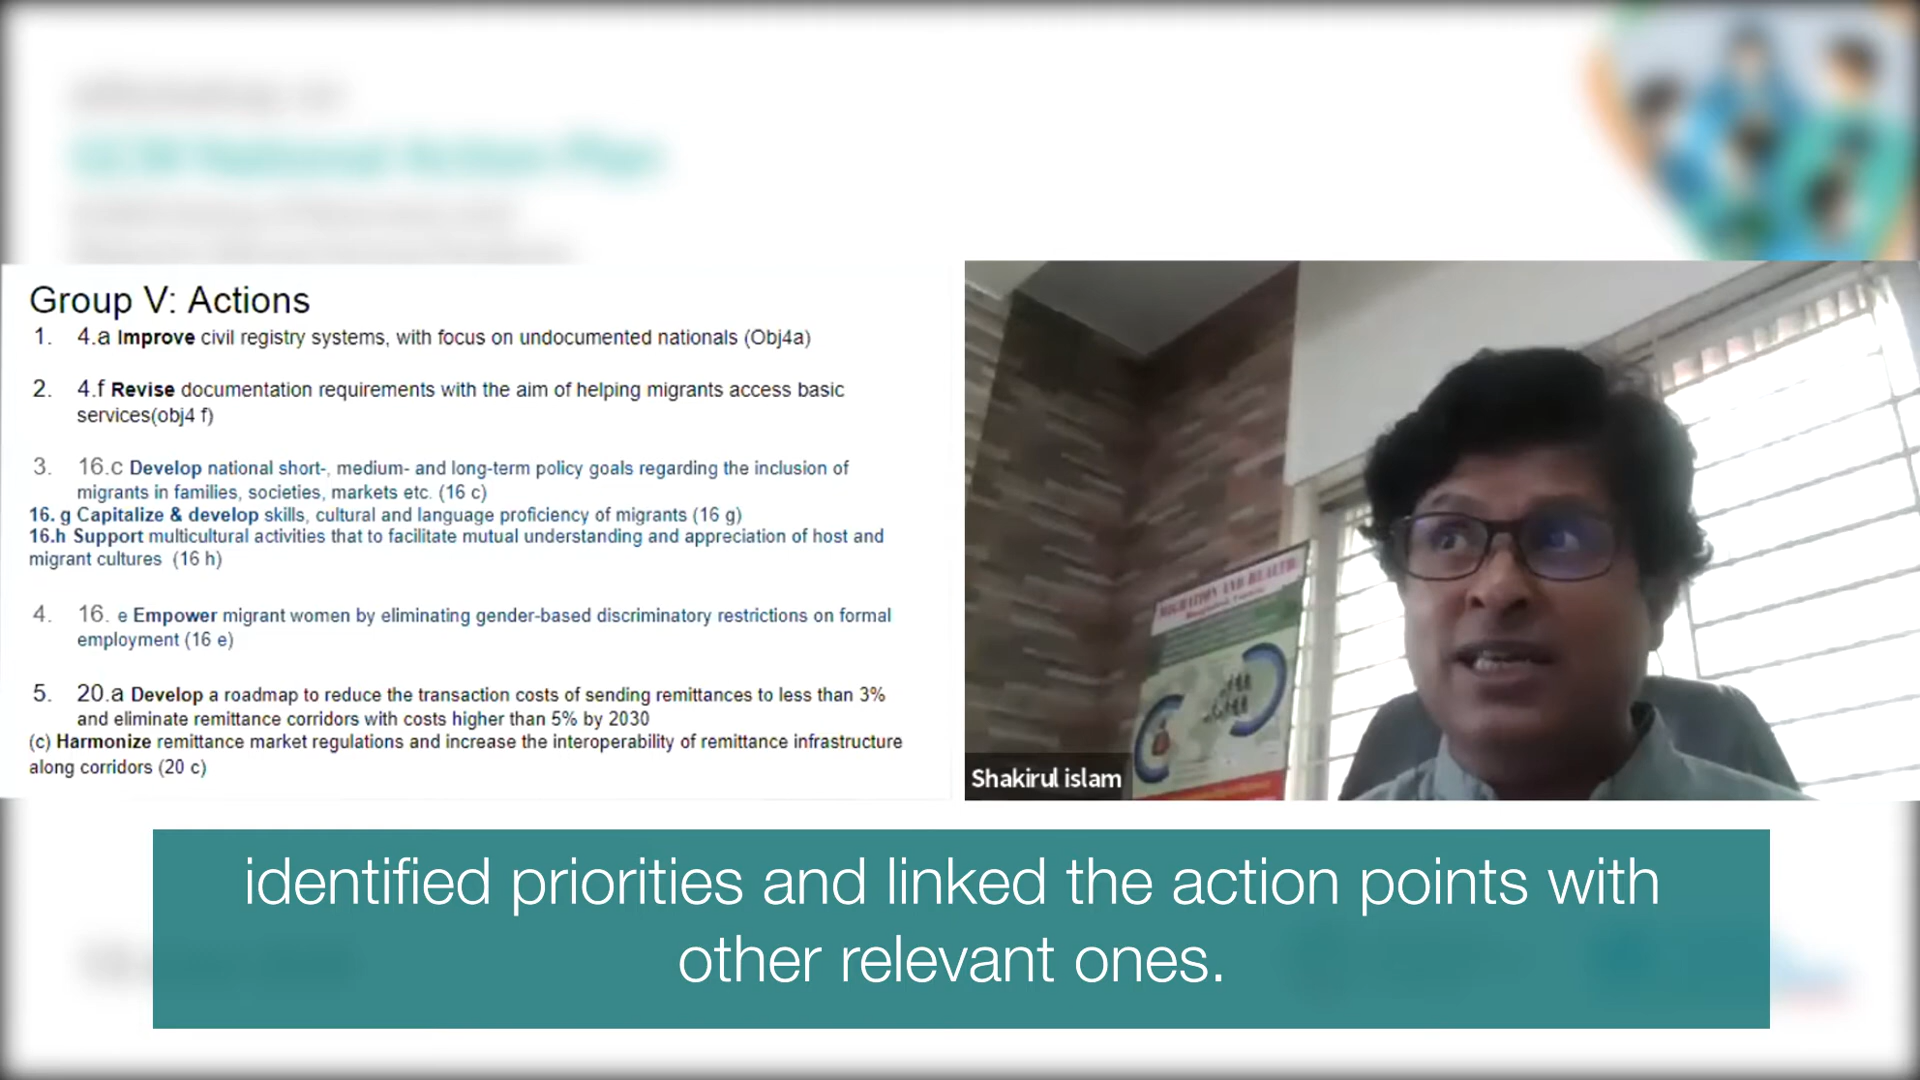 GCM National Action Plan
Group V: Actions
1. 4.a Improve civil registry systems, with focus on undocumented nationals (Obj4a)
2. 4.f Revise documentation requirements with the aim of helping migrants access basic
services(obj4 f)
3. 16.c Develop national short-, medium- and long-term policy goals regarding the inclusion of
migrants in families, societies, markets etc. (16 c)
16. g Capitalize & develop skills, cultural and language proficiency of migrants (16 g)
16.h Support multicultural activities that to facilitate mutual understanding and appreciation of host and
migrant cultures (16 h)
4. 16. e Empower migrant women by eliminating gender-based discriminatory restrictions on formal
employment (16 e)
5. 20.a Develop a roadmap to reduce the transaction costs of sending remittances to less than 3%
and eliminate remittance corridors with costs higher than 5% by 2030
(c) Harmonize remittance market regulations and increase the interoperability of remittance infrastructure
along corridors (20 c)
MIGRATION AND HEALTH:
Shakirul islam
identified priorities and linked the action points with
other relevant ones.